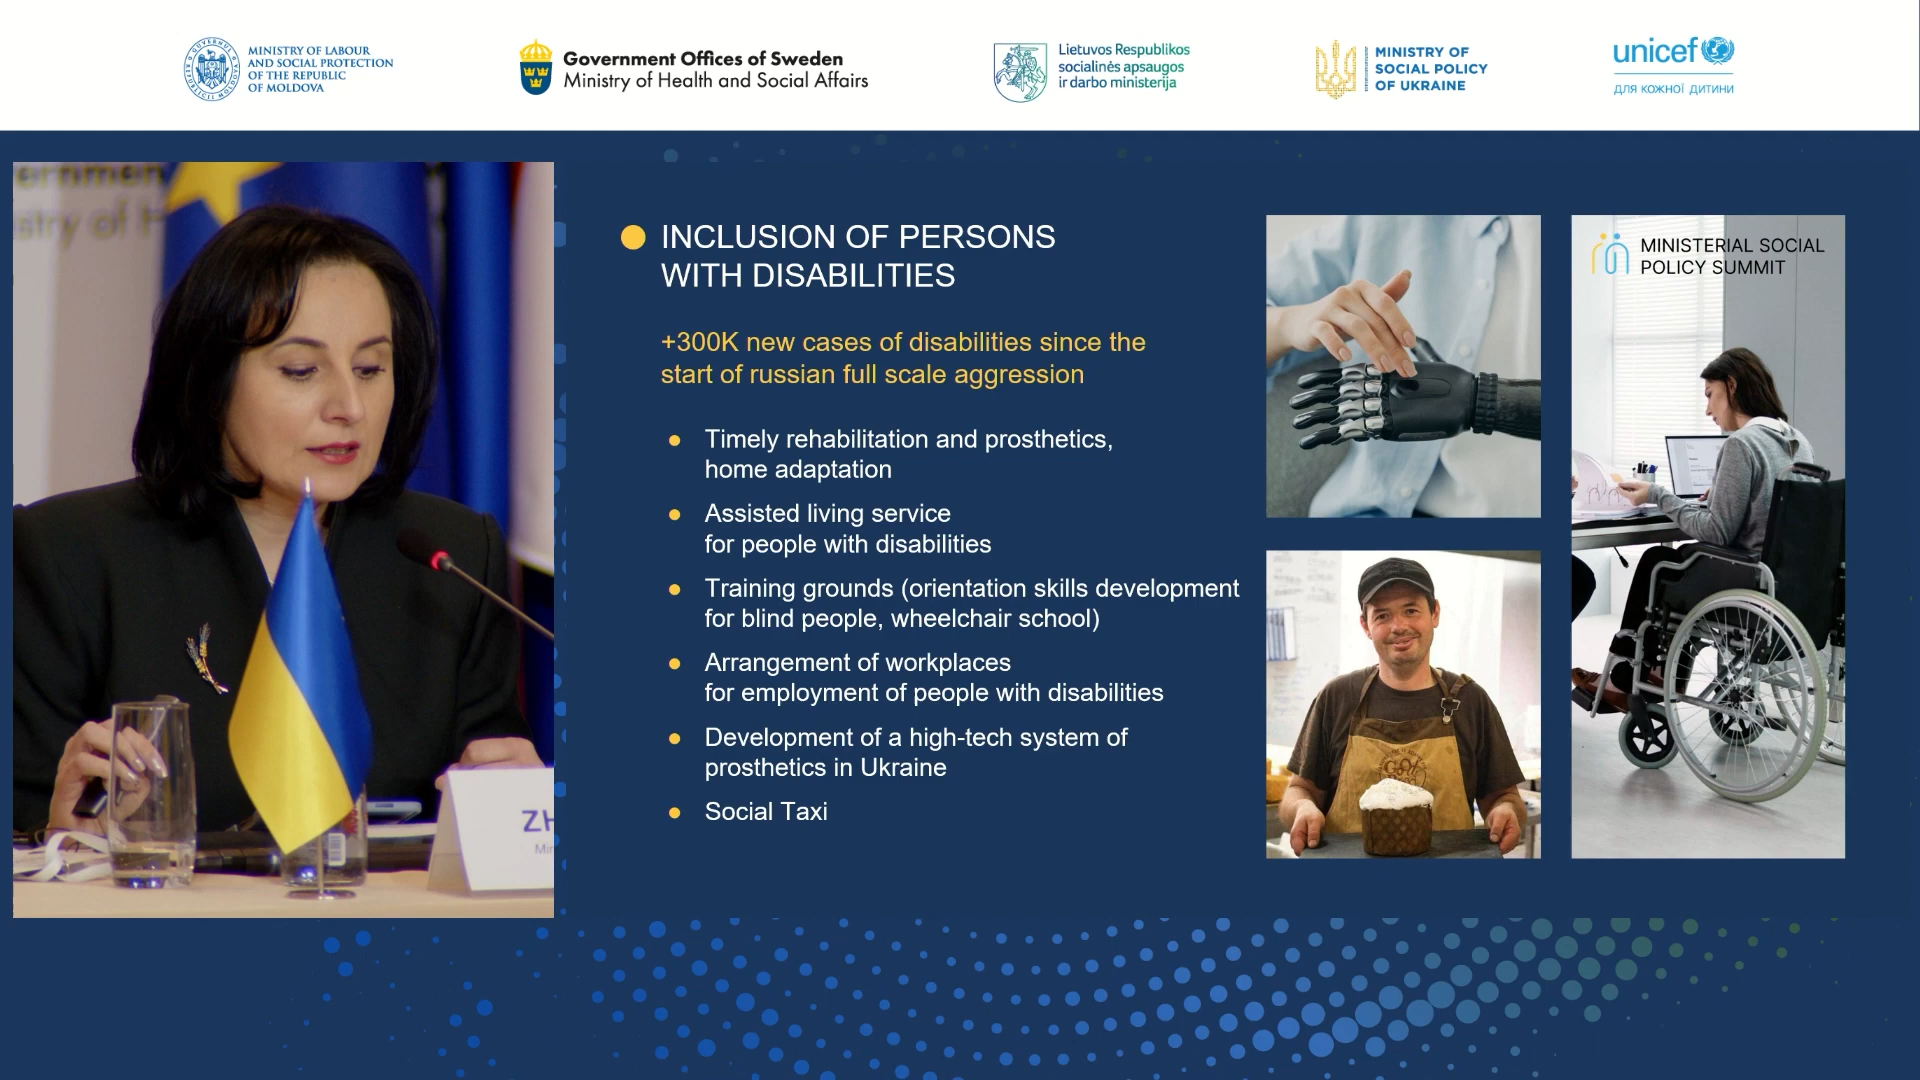 MINISTRY OF LABOUR
AND SOCIAL PROTECTION
OF THE REPUBLIC
OF MOLDOVA
Government Offices of Sweden
Ministry of Health and Social Affairs
Lietuvos Respublikos
socialinės apsaugos
ir darbo ministerija
MINISTRY OF
SOCIAL POLICY
OF UKRAINE
unicef
ДЛЯ КОЖНОЇ ДИТИНИ
ernmen
stry of H
ZH
Min
INCLUSION OF PERSONS
WITH DISABILITIES
+300K new cases of disabilities since the
start of russian full scale aggression
Timely rehabilitation and prosthetics,
home adaptation
Assisted living service
for people with disabilities
Training grounds (orientation skills development
for blind people, wheelchair school)
Arrangement of workplaces
for employment of people with disabilities
Development of a high-tech system of
prosthetics in Ukraine
Social Taxi
MINISTERIAL SOCIAL
POLICY SUMMIT